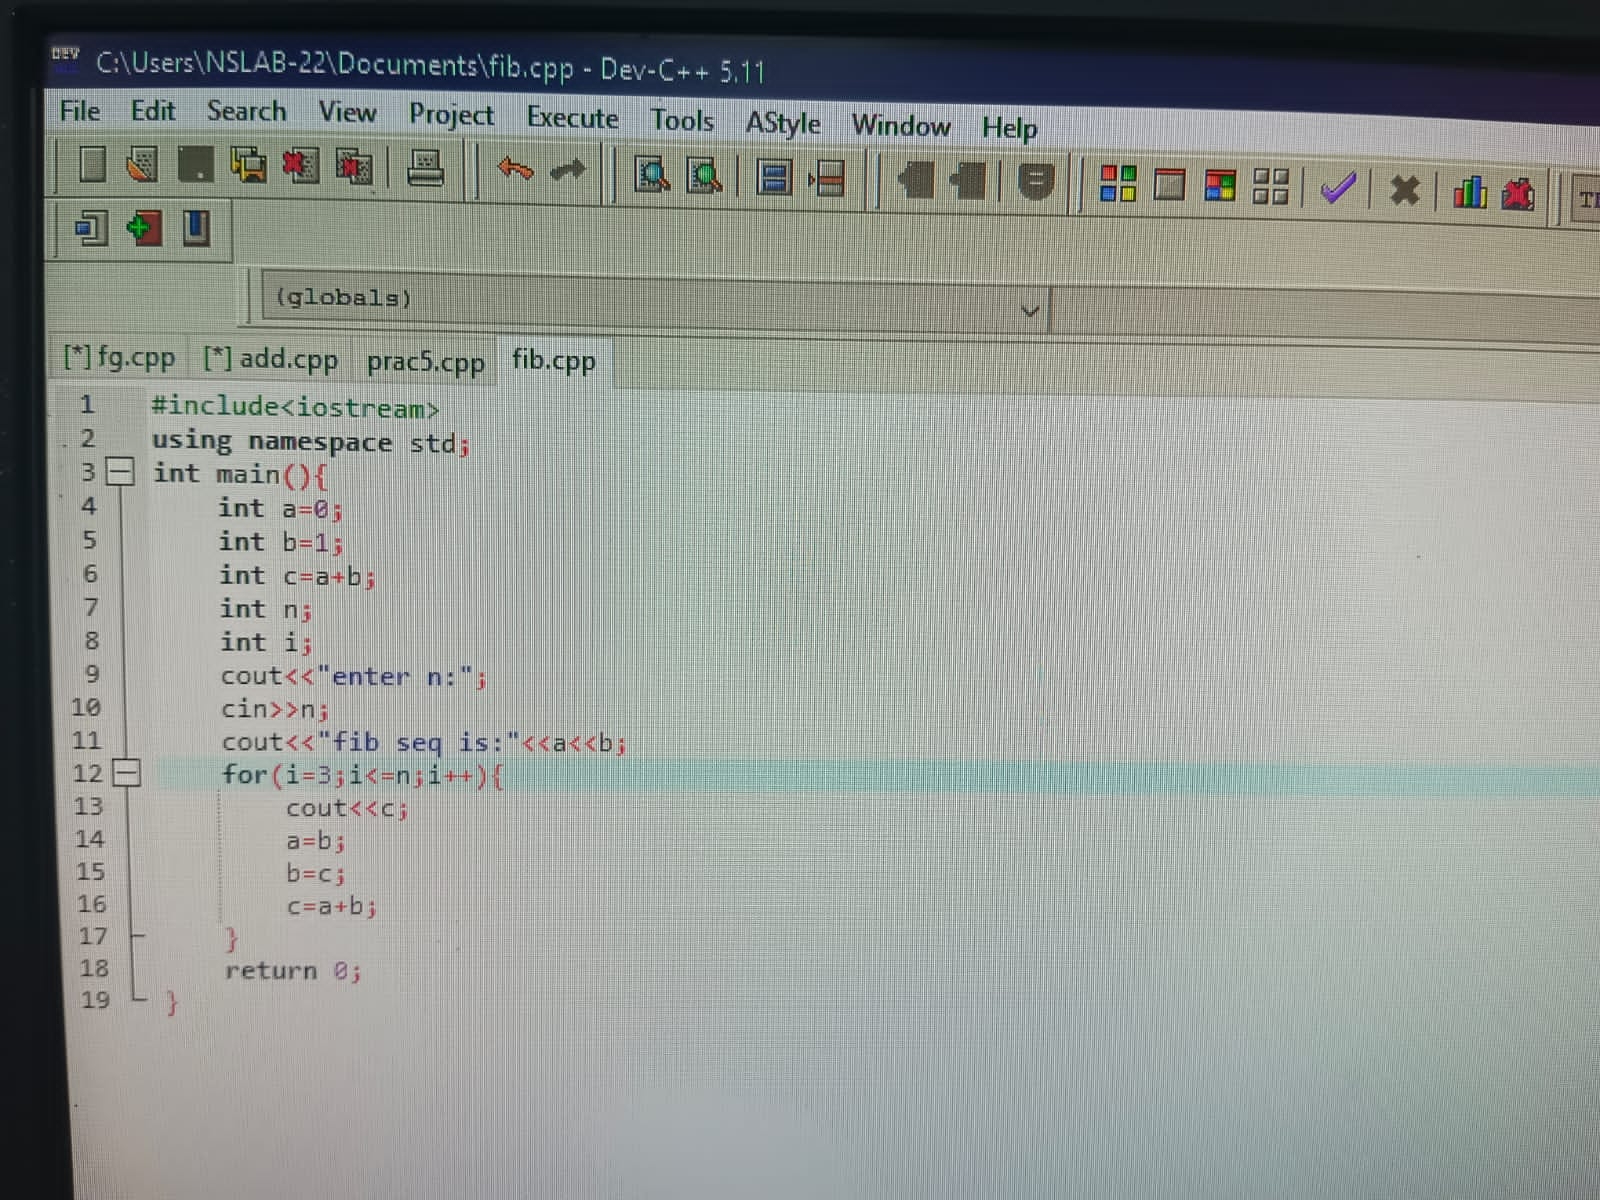 DEV
C:\Users\NSLAB-22\Documents\fib.cpp - Dev-C++ 5.11
File Edit Search View Project Execute Tools AStyle Window Help
(globals)
[*] fg.cpp [*] add.cpp prac5.cpp fib.cpp
1 #include<iostream>
2 using namespace std;
3 int main(){
4 int a=0;
5 int b=1;
6 int c=a+b;
7 int n;
8 int i;
9 cout<<"enter n:";
10 cin>>n;
11 cout<<"fib seq is:"<<a<<b;
12 for(i=3;i<=n;i++){
13 cout<<c;
14 a=b;
15 b=c;
16 c=a+b;
17 }
18 return 0;
19 }